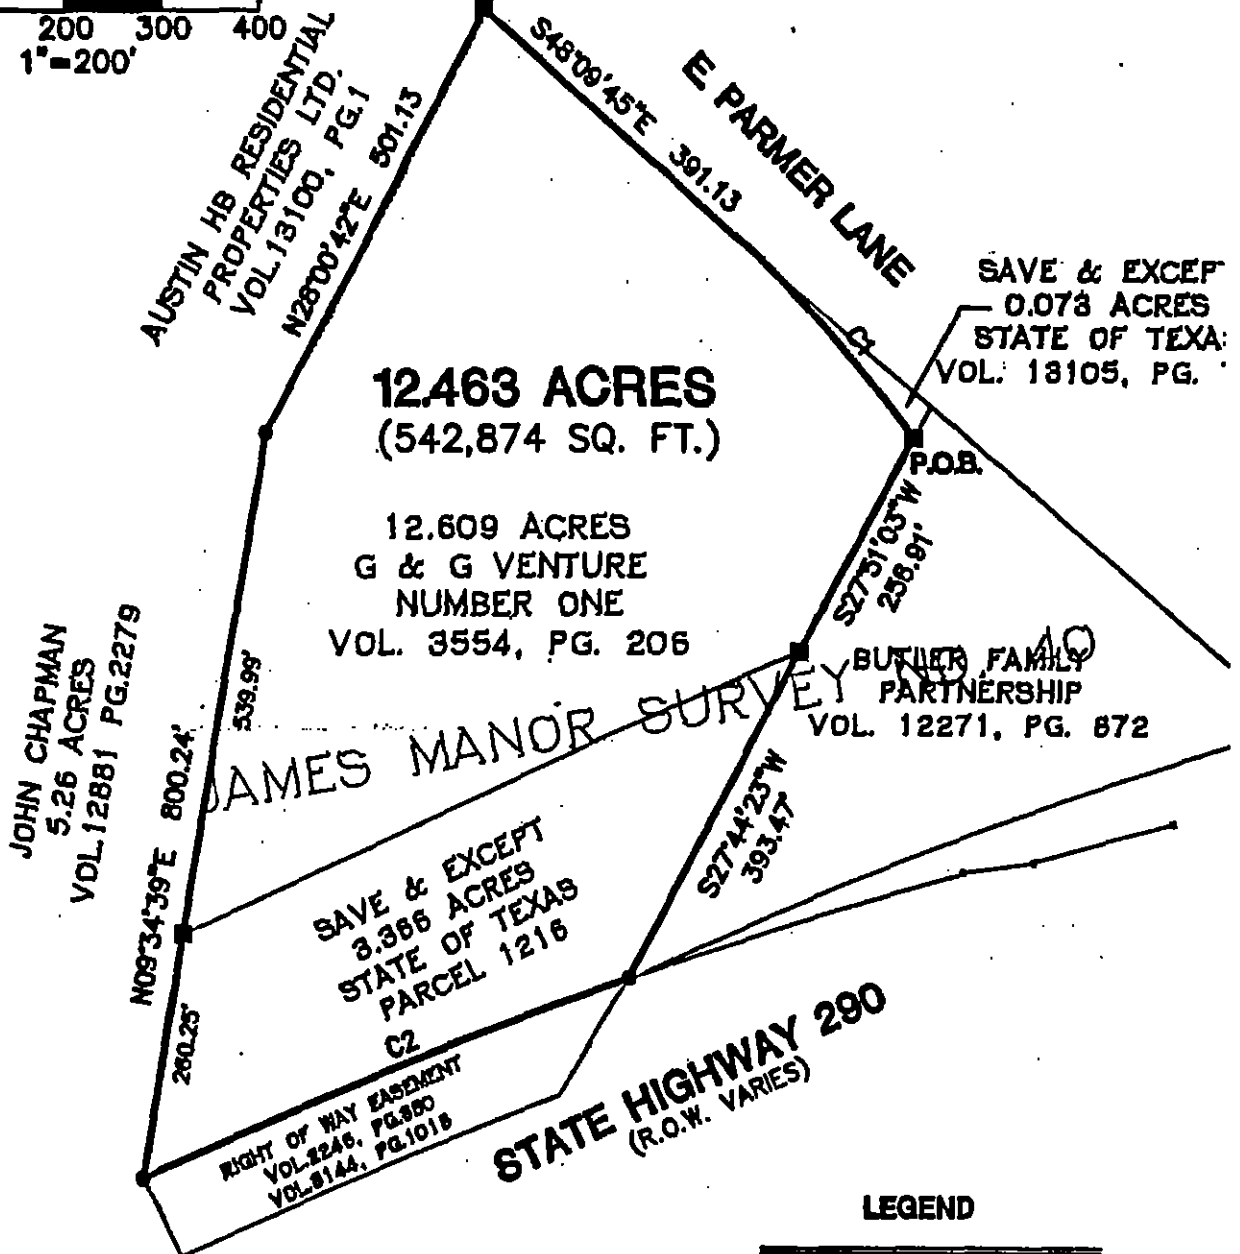 200 300 400
1"=200'
AUSTIN HB RESIDENTIAL
PROPERTIES LTD.
VOL.13100, PG.1
N28°00'42"E 501.13
S48°09'45"E 391.13
E. PARMER LANE
SAVE & EXCEP
0.073 ACRES
STATE OF TEXA
VOL. 13105, PG.
C1
P.O.B.
12.463 ACRES
(542,874 SQ. FT.)
12.609 ACRES
G & G VENTURE
NUMBER ONE
VOL. 3554, PG. 206
S27°51'03"W
256.91'
BUTLER FAMILY
PARTNERSHIP
VOL. 12271, PG. 872
JAMES MANOR SURVEY NO. 40
JOHN CHAPMAN
5.26 ACRES
VOL.12881 PG.2279
539.99'
N09°34'39"E 800.24'
260.25'
S27°44'23"W
393.47'
SAVE & EXCEPT
3.366 ACRES
STATE OF TEXAS
PARCEL 1216
C2
RIGHT OF WAY EASEMENT
VOL.2245, PG.
VOL.3144, PG.1015
STATE HIGHWAY 290
(R.O.W. VARIES)
LEGEND